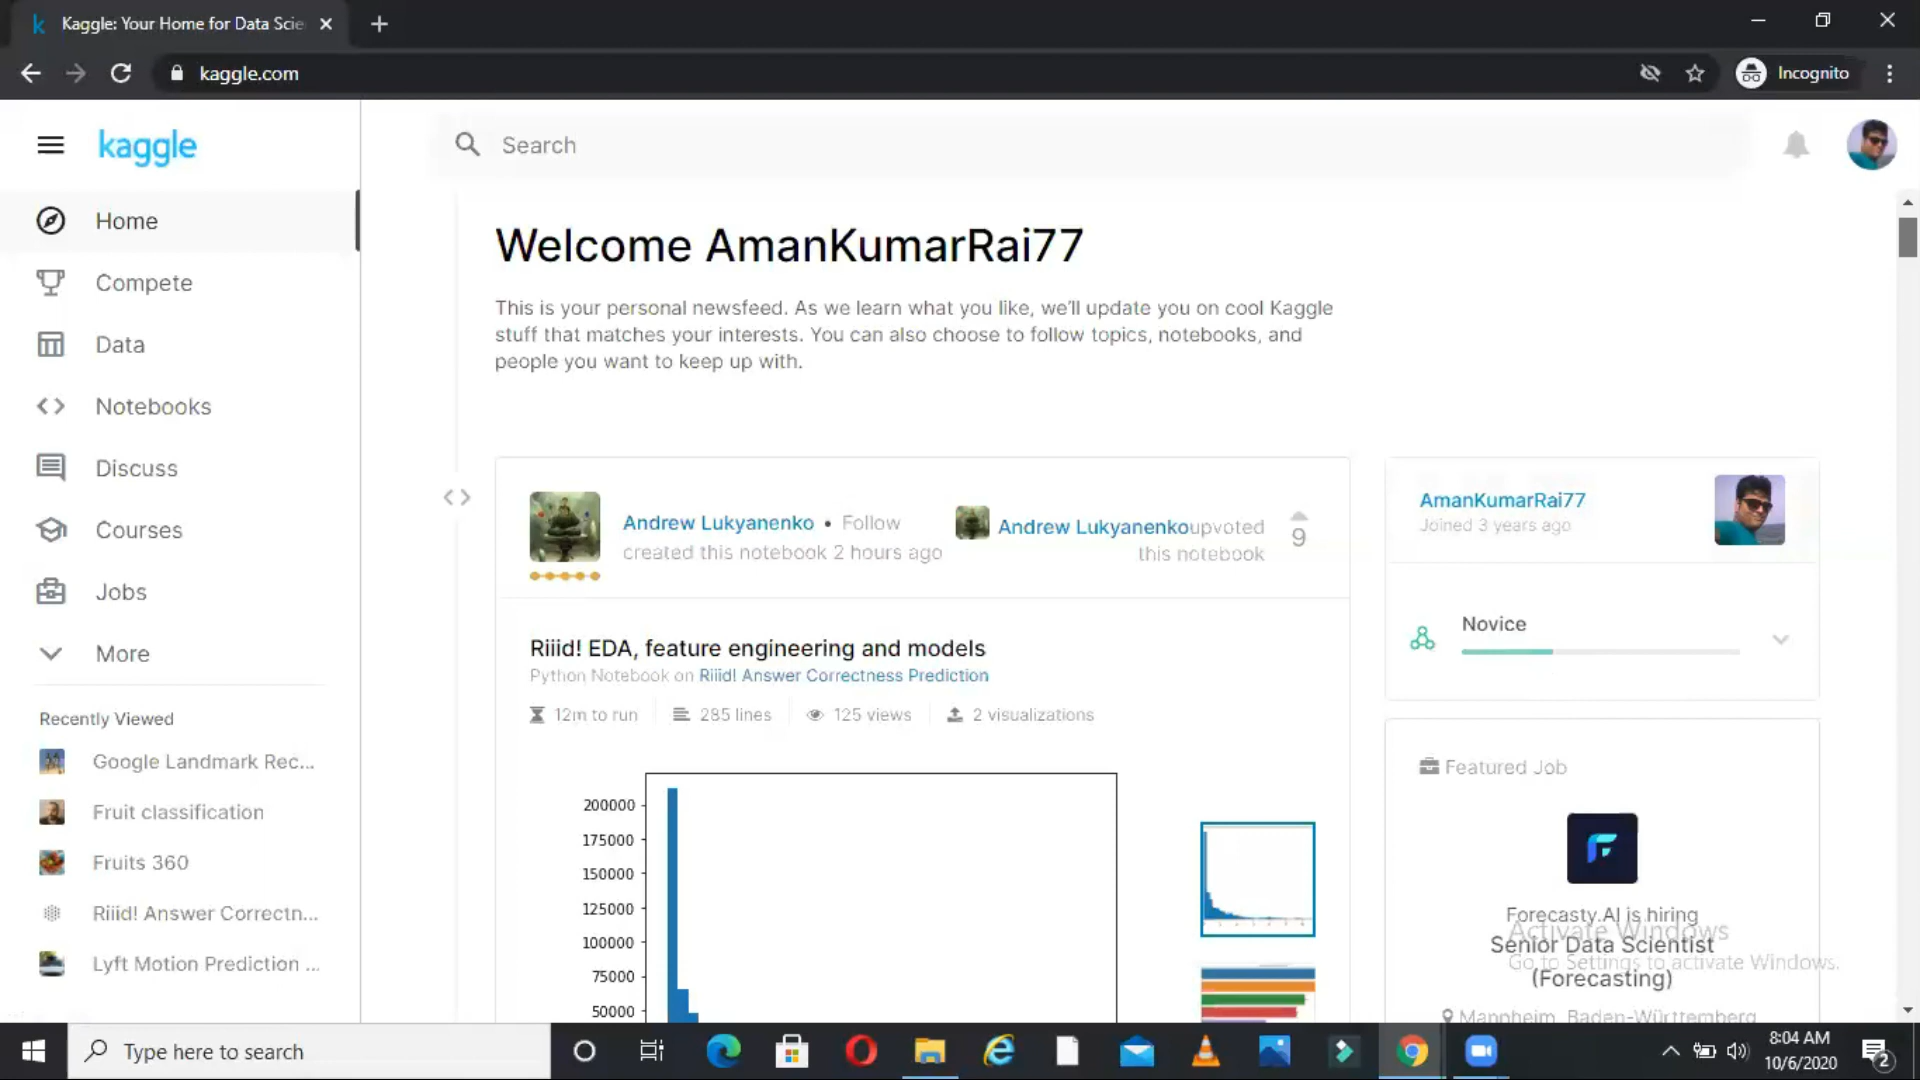 Kaggle: Your Home for Data Scie
kaggle.com
Incognito
kaggle
Search
Home
Compete
Data
Notebooks
Discuss
Courses
Jobs
More
Recently Viewed
Google Landmark Rec...
Fruit classification
Fruits 360
Riiid! Answer Correctn...
Lyft Motion Prediction ...
Welcome AmanKumarRai77
This is your personal newsfeed. As we learn what you like, we'll update you on cool Kaggle
stuff that matches your interests. You can also choose to follow topics, notebooks, and
people you want to keep up with.
Andrew Lukyanenko • Follow
created this notebook 2 hours ago
Andrew Lukyanenkoupvoted
this notebook
9
Riiid! EDA, feature engineering and models
Python Notebook on Riiid! Answer Correctness Prediction
12m to run
285 lines
125 views
2 visualizations
200000
175000
150000
125000
100000
75000
50000
AmanKumarRai77
Joined 3 years ago
Novice
Featured Job
Forecasty.AI is hiring
Senior Data Scientist
(Forecasting)
Mannheim, Baden-Württemberg
Activate Windows
Go to Settings to activate Windows.
Type here to search
8:04 AM
10/6/2020
2